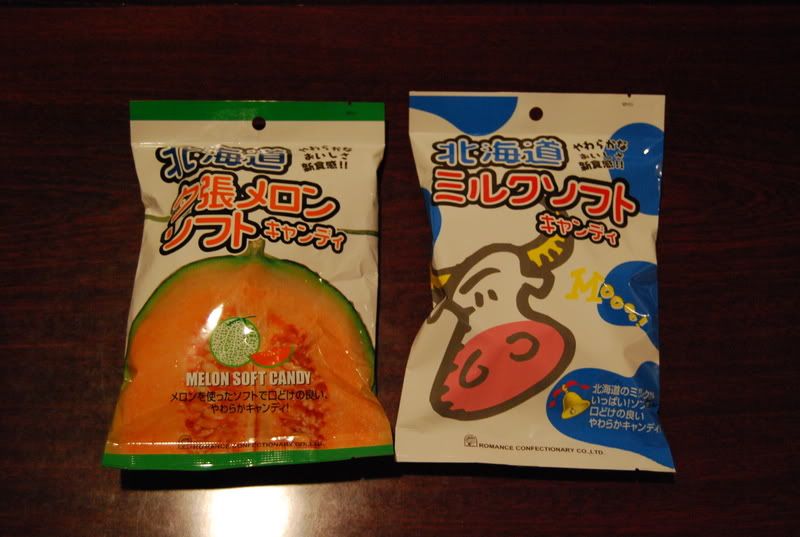 北海道
やわらかな
おいしさ
新食感!!
夕張メロン
ソフトキャンディ
MELON SOFT CANDY
メロンを使ったソフトで口どけの良い、
やわらかキャンディ!
ROMANCE CONFECTIONARY CO.,LTD.
北海道
やわらかな
おいしさ
新食感!!
ミルクソフト
キャンディ
Moo
北海道のミルク
いっぱい!ソフト
口どけの良い
やわらかキャンディ!
ROMANCE CONFECTIONARY CO.,LTD.